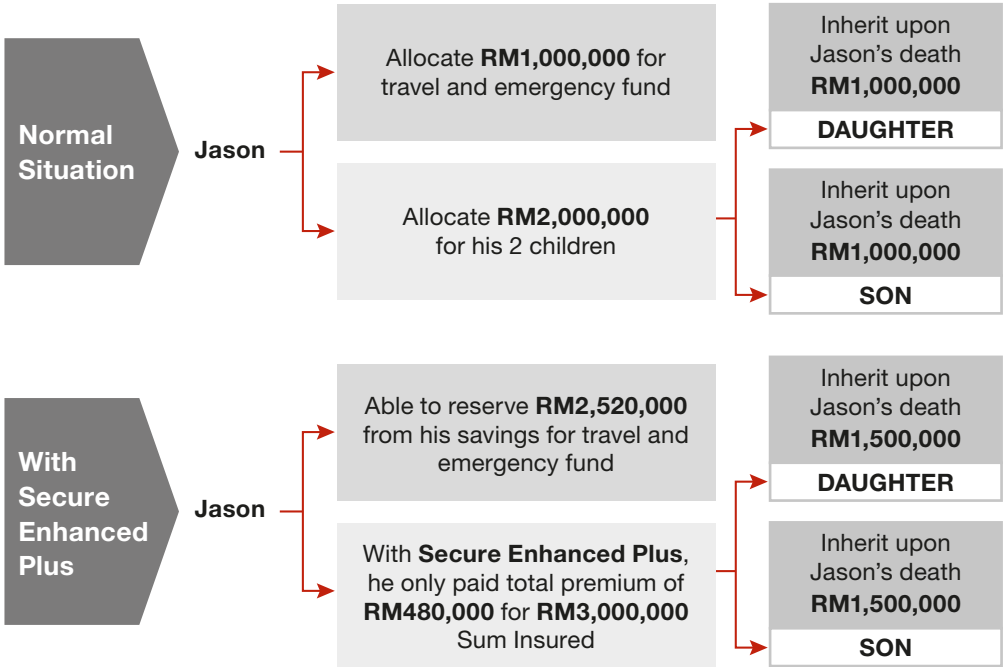 Normal
Situation
Jason
Allocate RM1,000,000 for
travel and emergency fund
Allocate RM2,000,000
for his 2 children
Inherit upon
Jason’s death
RM1,000,000
DAUGHTER
Inherit upon
Jason’s death
RM1,000,000
SON
With
Secure
Enhanced
Plus
Jason
Able to reserve RM2,520,000
from his savings for travel and
emergency fund
With Secure Enhanced Plus,
he only paid total premium of
RM480,000 for RM3,000,000
Sum Insured
Inherit upon
Jason’s death
RM1,500,000
DAUGHTER
Inherit upon
Jason’s death
RM1,500,000
SON